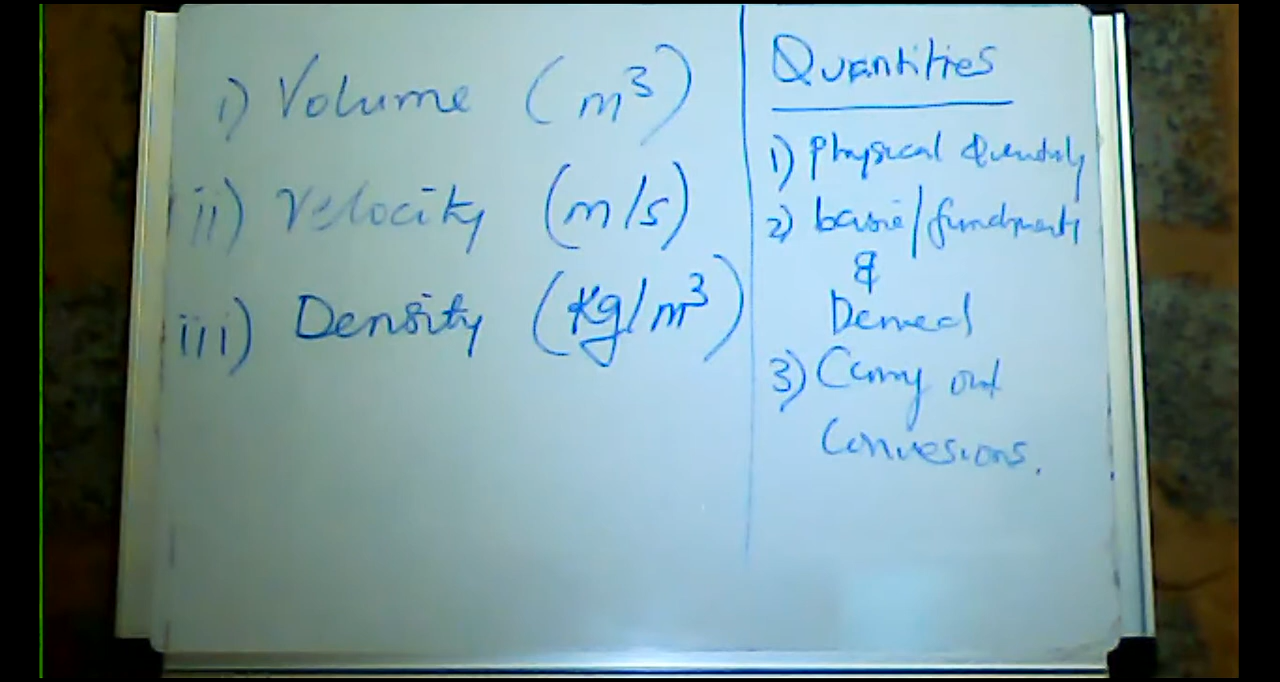 i) Volume (m³)
ii) Velocity (m/s)
iii) Density (Kg/m³)
Quantities
1) Physical Quantity
2) basic/fundamental
&
Derived
3) Carry out
Convesions.